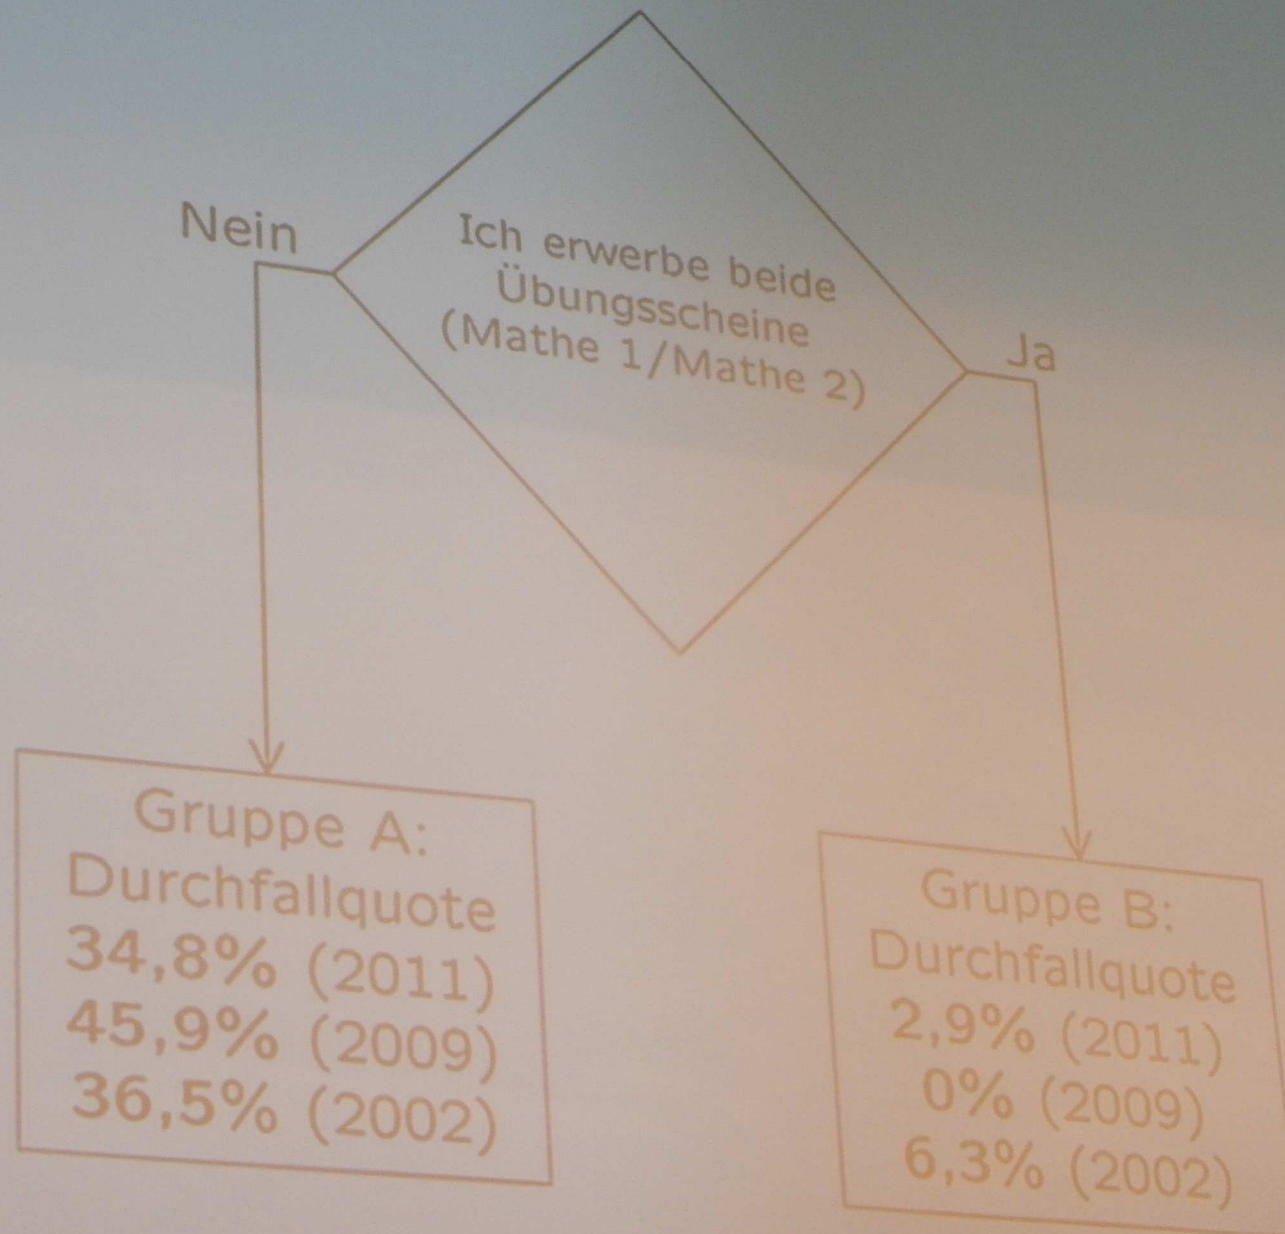 Nein
Ich erwerbe beide
Übungsscheine
(Mathe 1/Mathe 2)
Ja
Gruppe A:
Durchfallquote
34,8% (2011)
45,9% (2009)
36,5% (2002)
Gruppe B:
Durchfallquote
2,9% (2011)
0% (2009)
6,3% (2002)